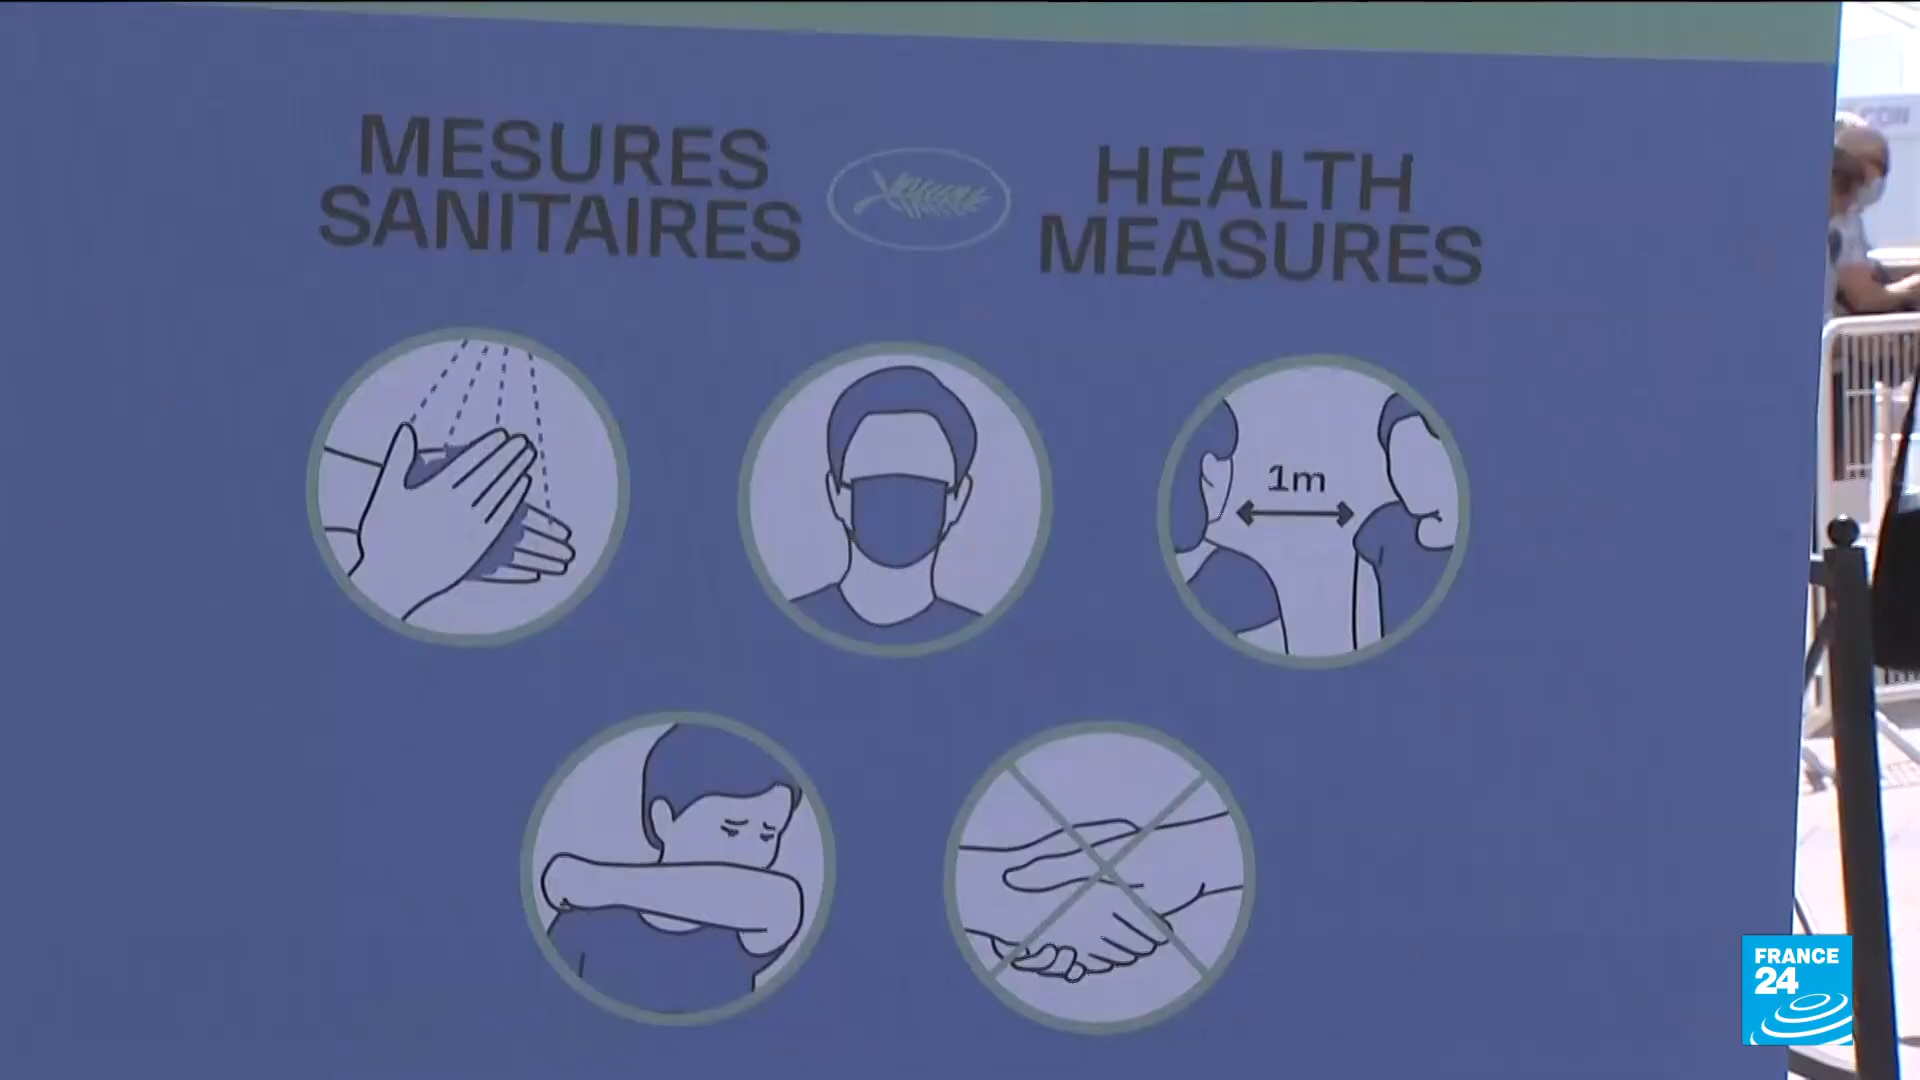 MESURES
SANITAIRES
HEALTH
MEASURES
1m
FRANCE
24